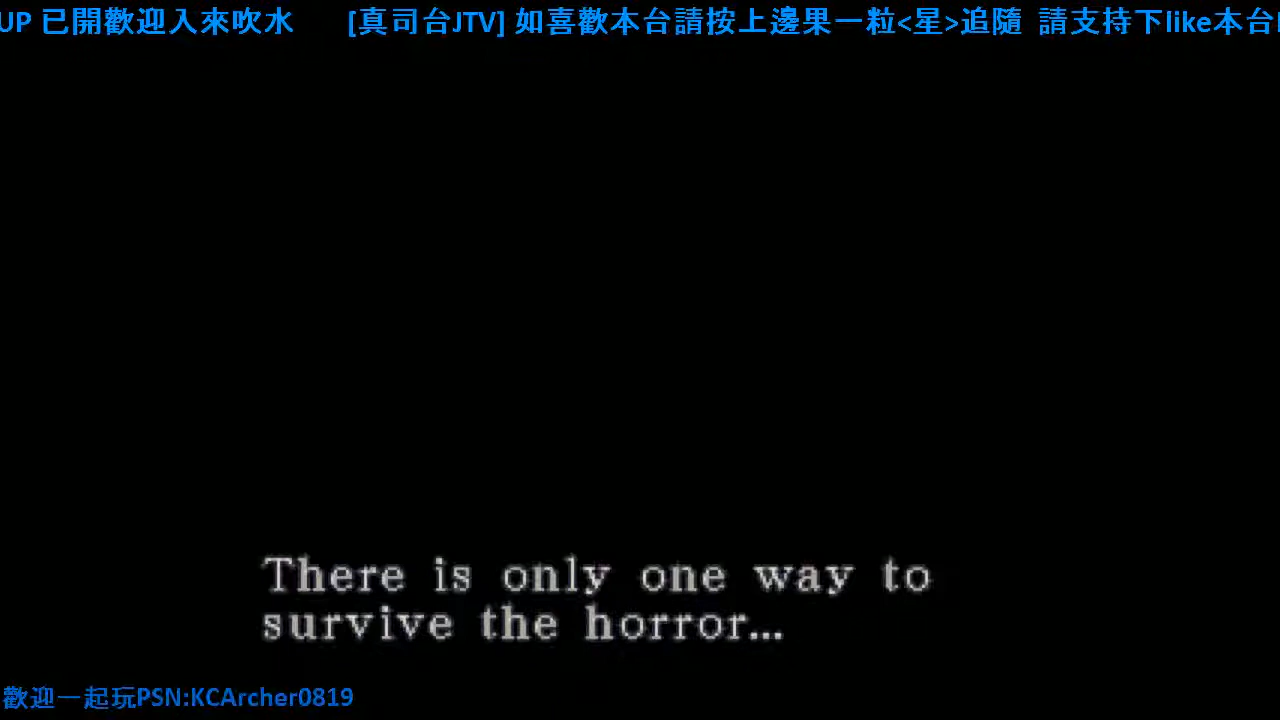 UP 已開歡迎入來吹水 [真司台JTV] 如喜歡本台請按上邊果一粒<星>追隨 請支持下like本台
There is only one way to
survive the horror...
歡迎一起玩PSN:KCArcher0819